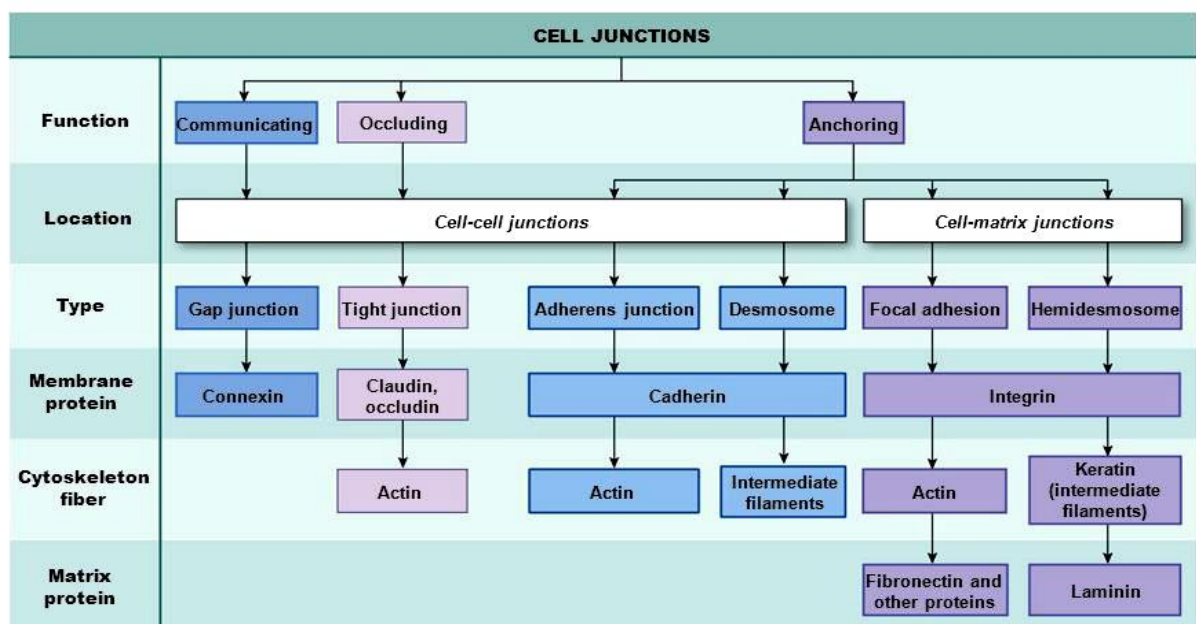 CELL JUNCTIONS
Function
Communicating
Occluding
Anchoring
Location
Cell-cell junctions
Cell-matrix junctions
Type
Gap junction
Tight junction
Adherens junction
Desmosome
Focal adhesion
Hemidesmosome
Membrane
protein
Connexin
Claudin,
occludin
Cadherin
Integrin
Cytoskeleton
fiber
Actin
Actin
Intermediate
filaments
Actin
Keratin
(intermediate
filaments)
Matrix
protein
Fibronectin and
other proteins
Laminin